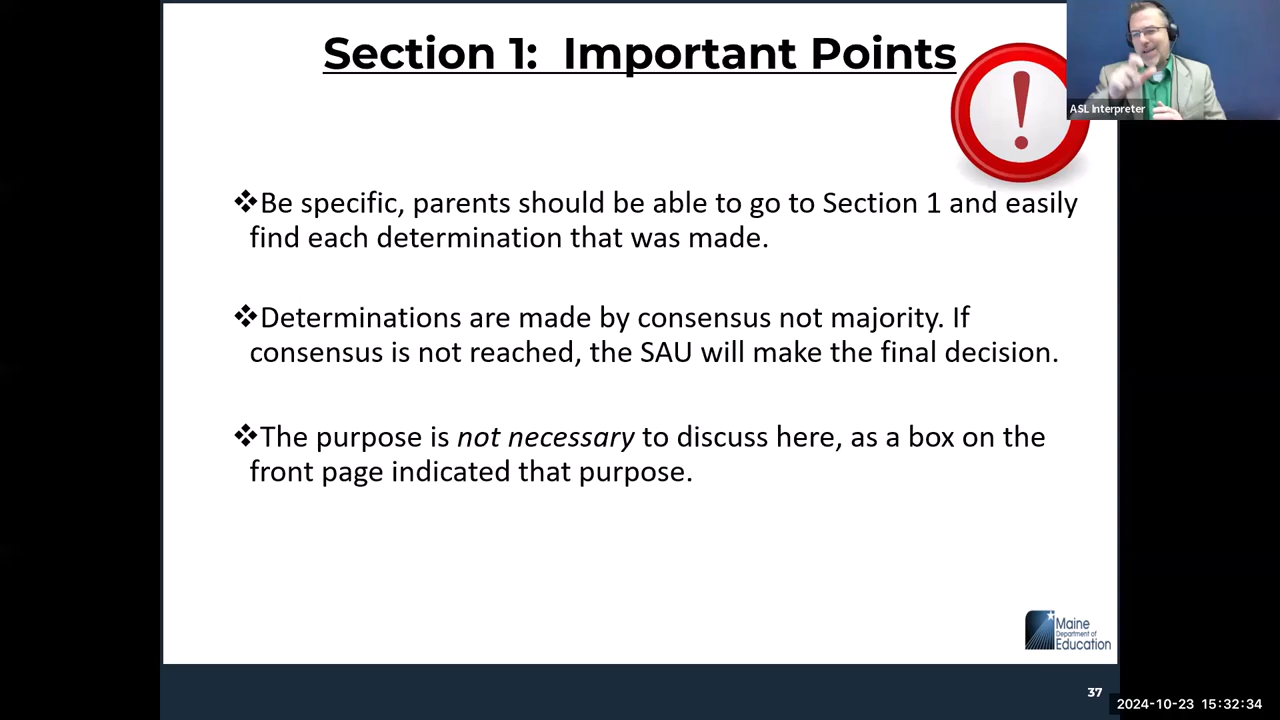 Section 1:  Important Points
ASL Interpreter
❖Be specific, parents should be able to go to Section 1 and easily
find each determination that was made.
❖Determinations are made by consensus not majority. If
consensus is not reached, the SAU will make the final decision.
❖The purpose is not necessary to discuss here, as a box on the
front page indicated that purpose.
Maine
Department of
Education
37
2024-10-23 15:32:34